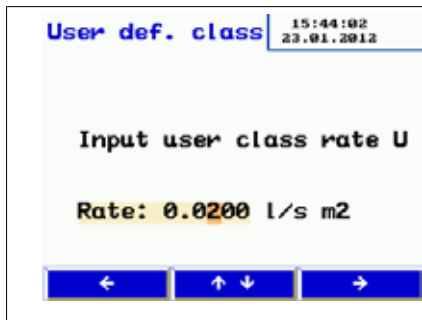 User def. class
15:44:02
23.01.2012
Input user class rate U
Rate: 0.0200 l/s m2
← ↑ ↓ →